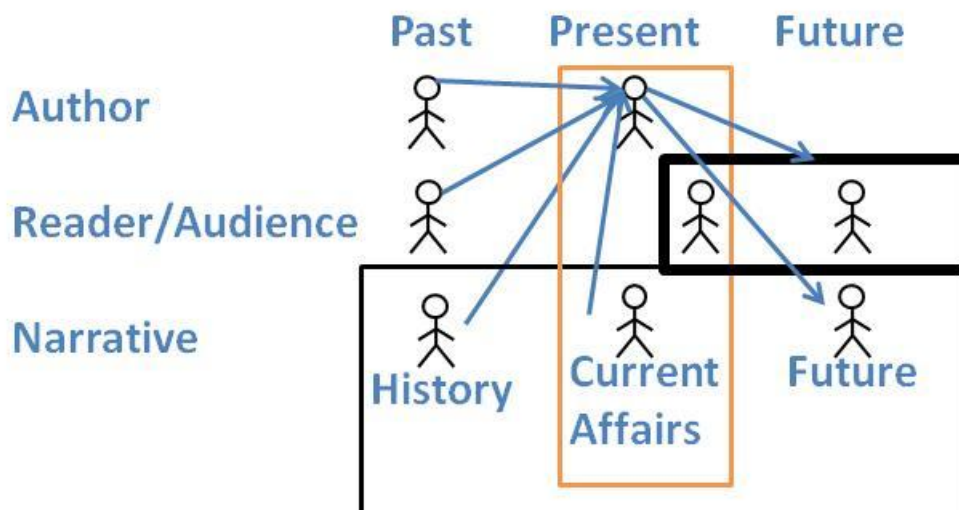 Past Present Future
Author
Reader/Audience
Narrative
History Current Affairs Future